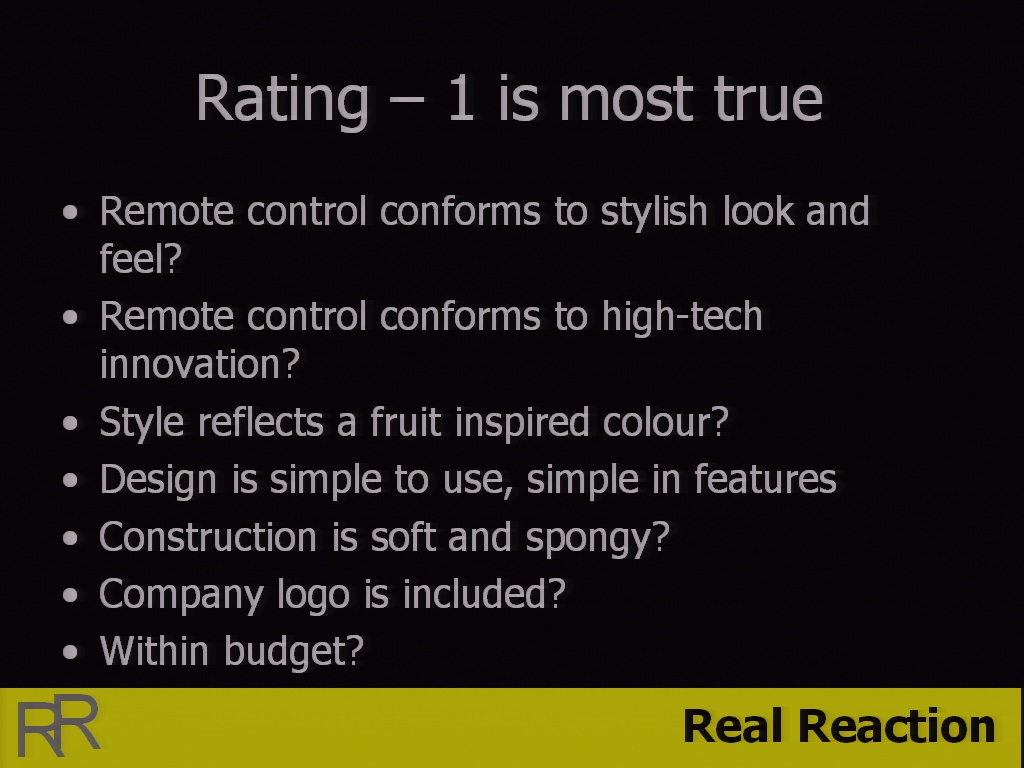 Rating – 1 is most true
• Remote control conforms to stylish look and
feel?
• Remote control conforms to high-tech
innovation?
• Style reflects a fruit inspired colour?
• Design is simple to use, simple in features
• Construction is soft and spongy?
• Company logo is included?
• Within budget?
RR
Real Reaction